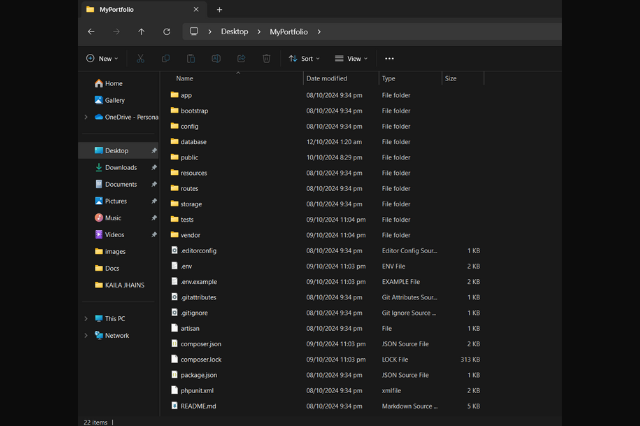 MyPortfolio
Desktop MyPortfolio
New Sort View
Name Date modified Type Size
Home
Gallery
OneDrive - Persona
Desktop
Downloads
Documents
Pictures
Music
Videos
images
Docs
KAILA JHAINS
This PC
Network
app 08/10/2024 9:34 pm File folder
bootstrap 08/10/2024 9:34 pm File folder
config 08/10/2024 9:34 pm File folder
database 12/10/2024 1:20 am File folder
public 10/10/2024 8:29 pm File folder
resources 08/10/2024 9:34 pm File folder
routes 08/10/2024 9:34 pm File folder
storage 08/10/2024 9:34 pm File folder
tests 09/10/2024 11:04 pm File folder
vendor 09/10/2024 11:04 pm File folder
.editorconfig 08/10/2024 9:34 pm Editor Config Sour... 1 KB
.env 09/10/2024 11:03 pm ENV File 2 KB
.env.example 09/10/2024 11:03 pm EXAMPLE File 2 KB
.gitattributes 08/10/2024 9:34 pm Git Attributes Sour... 1 KB
.gitignore 08/10/2024 9:34 pm Git Ignore Source ... 1 KB
artisan 08/10/2024 9:34 pm File 1 KB
composer.json 09/10/2024 11:03 pm JSON Source File 2 KB
composer.lock 09/10/2024 11:03 pm LOCK File 313 KB
package.json 08/10/2024 9:34 pm JSON Source File 1 KB
phpunit.xml 08/10/2024 9:34 pm xmlfile 2 KB
README.md 08/10/2024 9:34 pm Markdown Source ... 5 KB
22 items